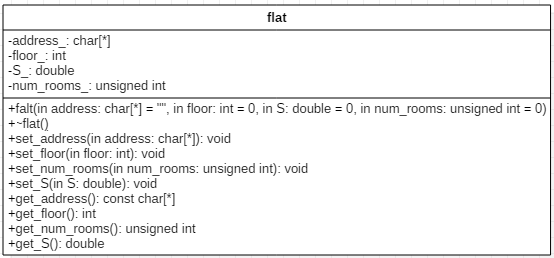 flat
-address_: char[*]
-floor_: int
-S_: double
-num_rooms_: unsigned int
+falt(in address: char[*] = "", in floor: int = 0, in S: double = 0, in num_rooms: unsigned int = 0)
+~flat()
+set_address(in address: char[*]): void
+set_floor(in floor: int): void
+set_num_rooms(in num_rooms: unsigned int): void
+set_S(in S: double): void
+get_address(): const char[*]
+get_floor(): int
+get_num_rooms(): unsigned int
+get_S(): double